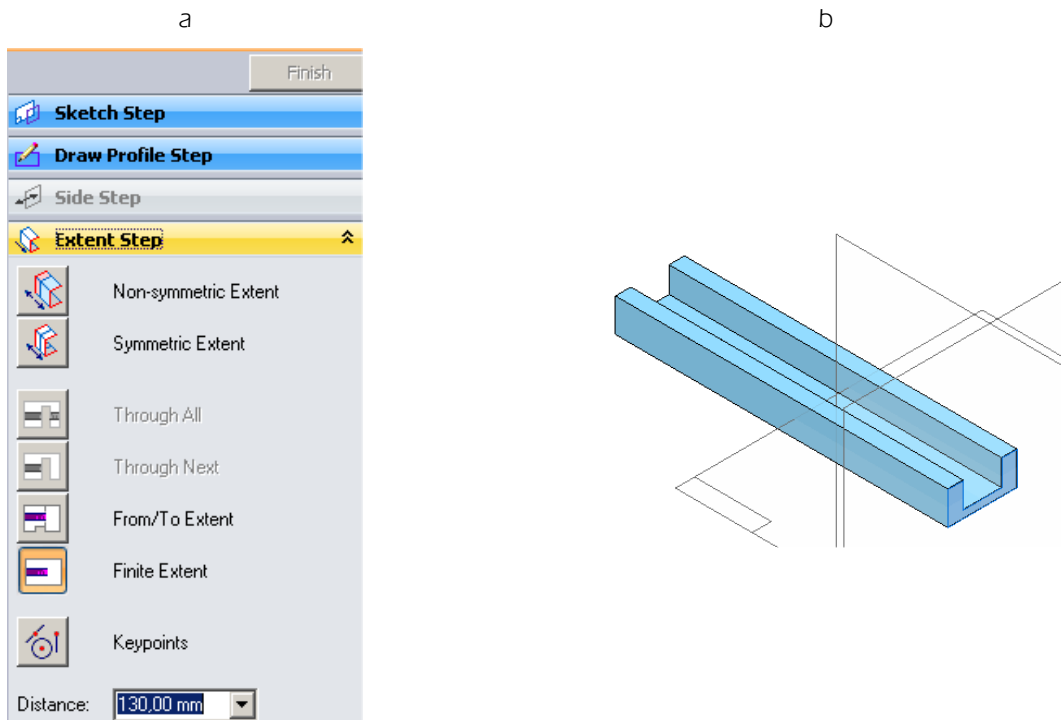 a
b
Finish
Sketch Step
Draw Profile Step
Side Step
Extent Step
Non-symmetric Extent
Symmetric Extent
Through All
Through Next
From/To Extent
Finite Extent
Keypoints
Distance: 130,00 mm